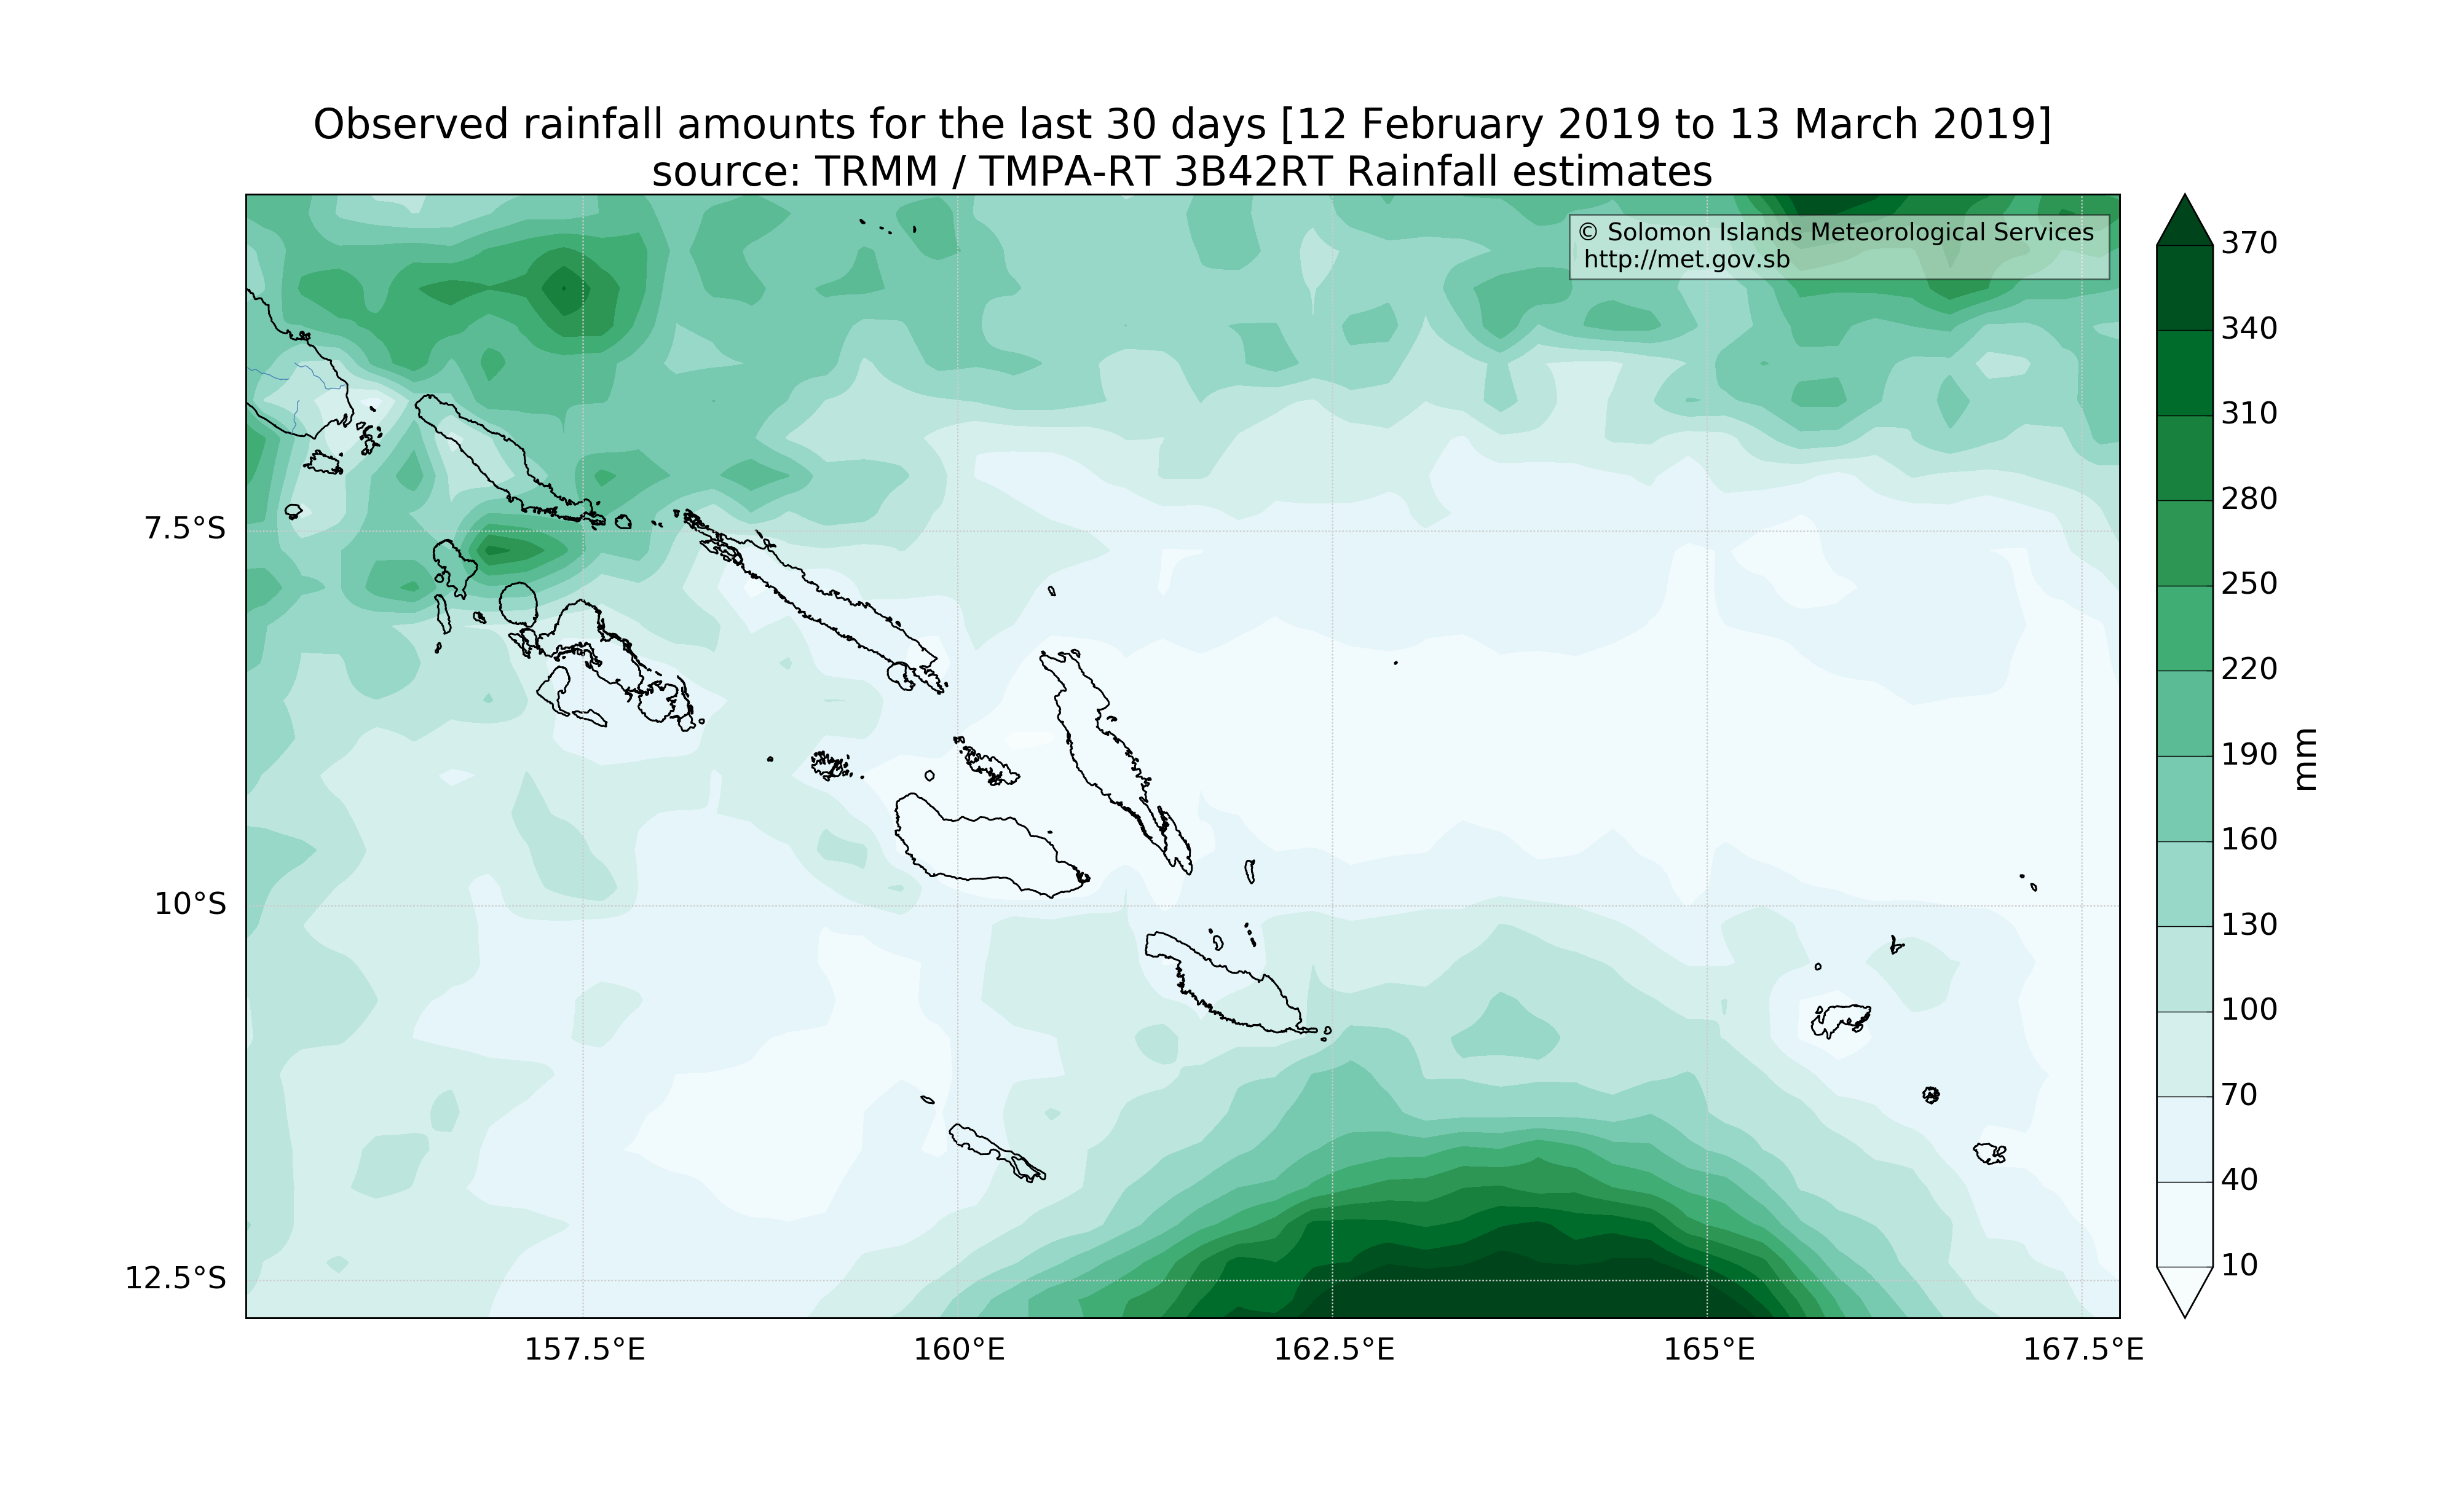 Observed rainfall amounts for the last 30 days [12 February 2019 to 13 March 2019]
source: TRMM / TMPA-RT 3B42RT Rainfall estimates
© Solomon Islands Meteorological Services
http://met.gov.sb
370
340
310
280
250
220
190
160
130
100
70
40
10
mm
7.5°S
10°S
12.5°S
157.5°E
160°E
162.5°E
165°E
167.5°E